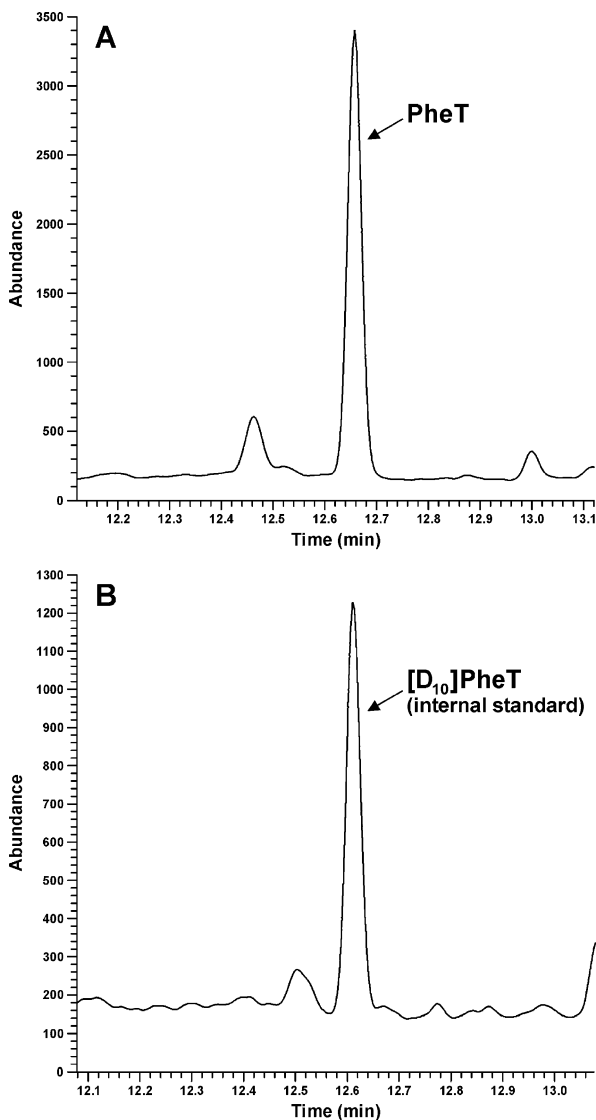 A
3500
3000
2500
2000
1500
1000
500
0
Abundance
PheT
12.2 12.3 12.4 12.5 12.6 12.7 12.8 12.9 13.0 13.1
Time (min)
B
1300
1200
1100
1000
900
800
700
600
500
400
300
200
100
0
Abundance
[D₁₀]PheT
(internal standard)
12.1 12.2 12.3 12.4 12.5 12.6 12.7 12.8 12.9 13.0
Time (min)